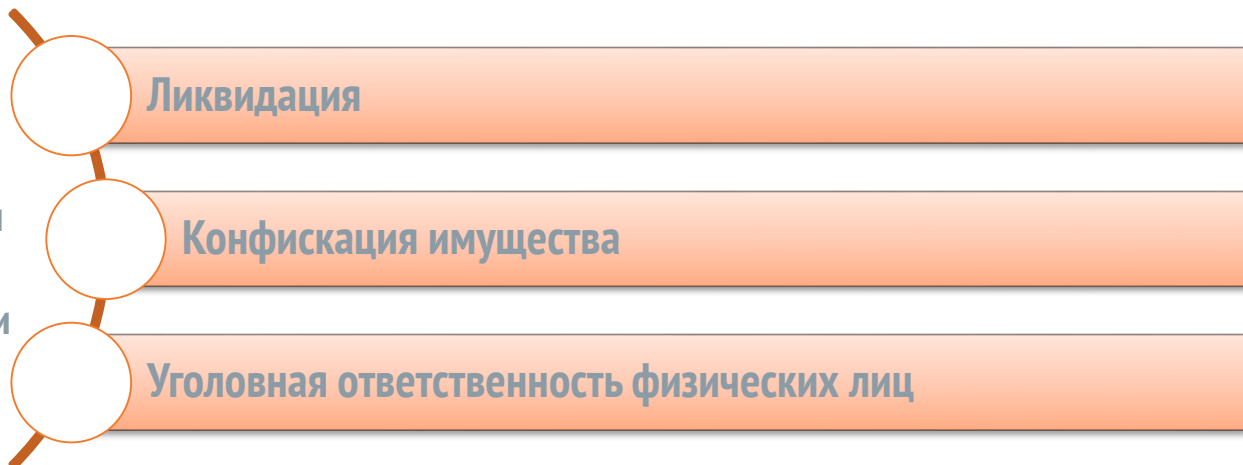 Ликвидация
Конфискация имущества
Уголовная ответственность физических лиц